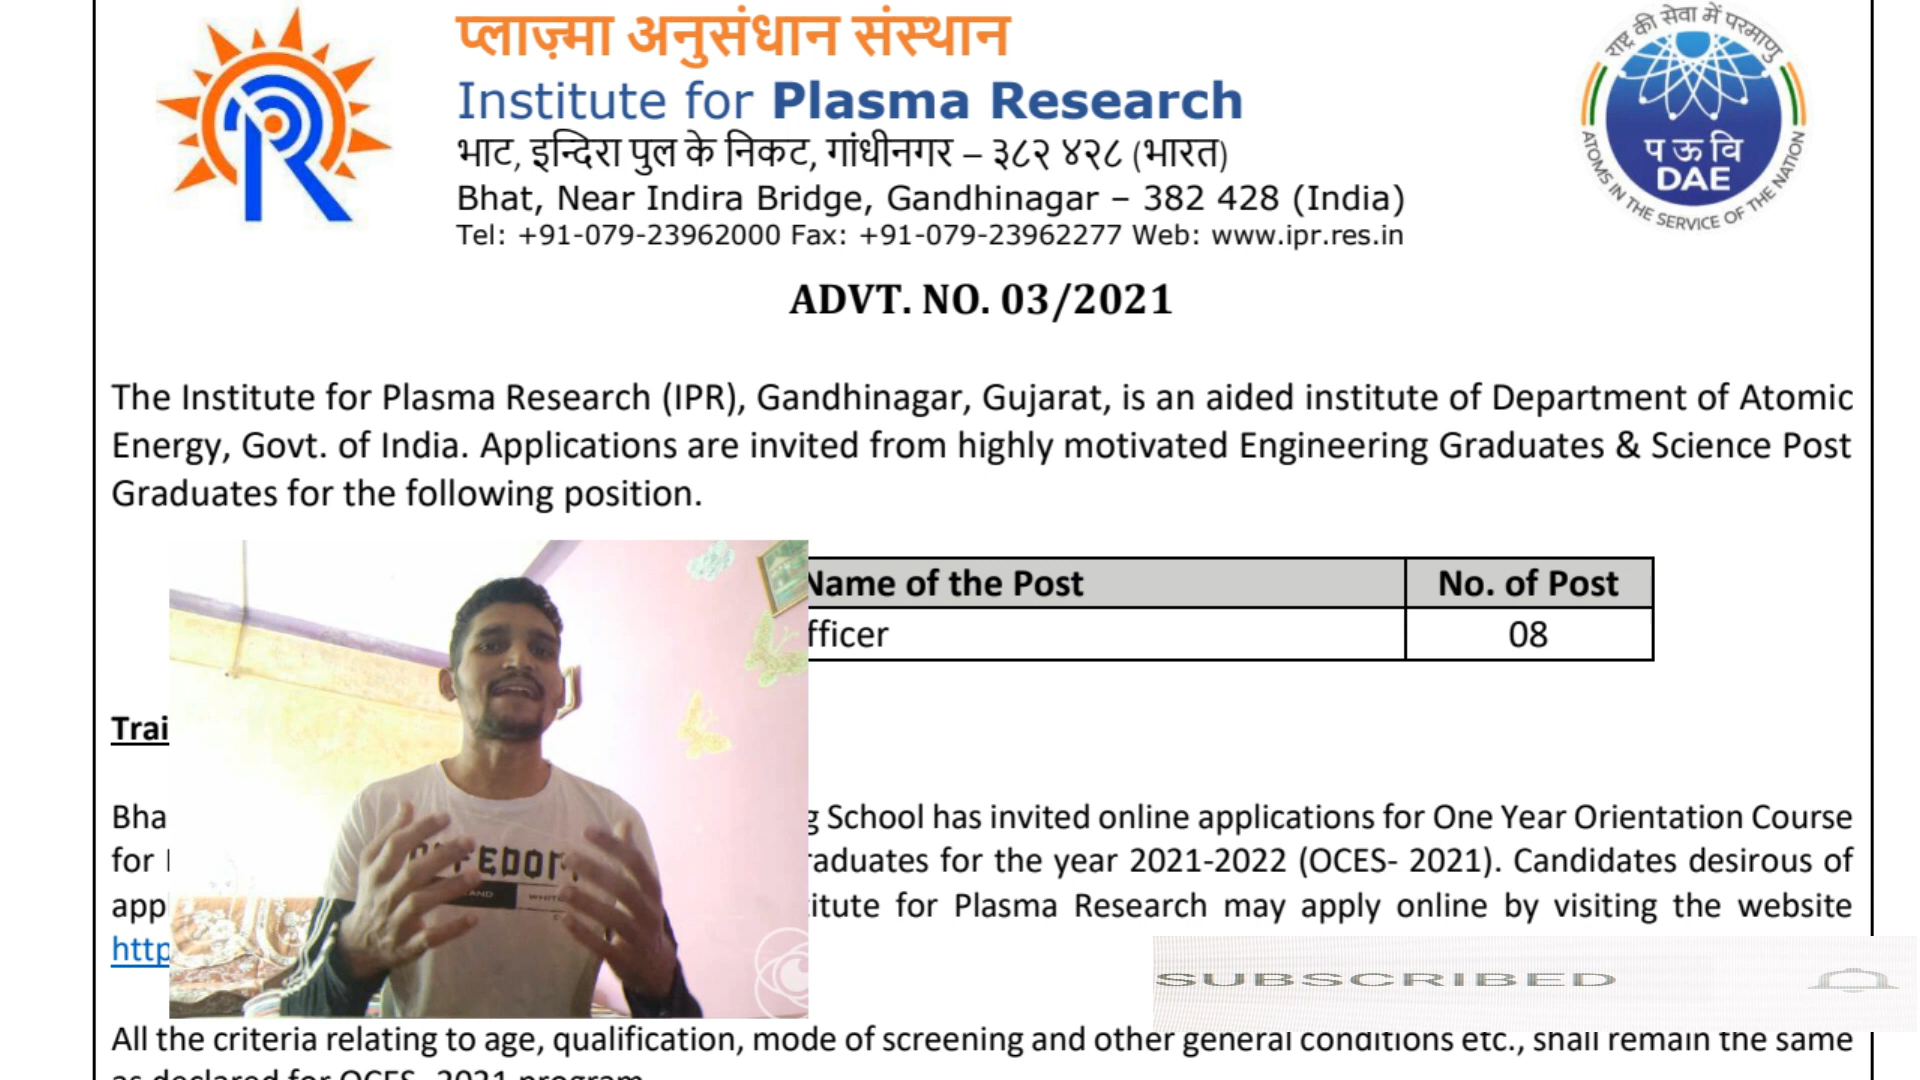 प्लाज़्मा अनुसंधान संस्थान
Institute for Plasma Research
भाट, इन्दिरा पुल के निकट, गांधीनगर – ३८२ ४२८ (भारत)
Bhat, Near Indira Bridge, Gandhinagar – 382 428 (India)
Tel: +91-079-23962000 Fax: +91-079-23962277 Web: www.ipr.res.in
राष्ट्र की सेवा में परमाणु
प ऊ वि
DAE
ATOMS IN THE SERVICE OF THE NATION
ADVT. NO. 03/2021
The Institute for Plasma Research (IPR), Gandhinagar, Gujarat, is an aided institute of Department of Atomic
Energy, Govt. of India. Applications are invited from highly motivated Engineering Graduates & Science Post
Graduates for the following position.
Name of the Post No. of Post
fficer 08
Trai
Bha g School has invited online applications for One Year Orientation Course
for raduates for the year 2021-2022 (OCES- 2021). Candidates desirous of
app itute for Plasma Research may apply online by visiting the website
http
SUBSCRIBED
All the criteria relating to age, qualification, mode of screening and other general conditions etc., shall remain the same
as declared for OCES- 2021 program